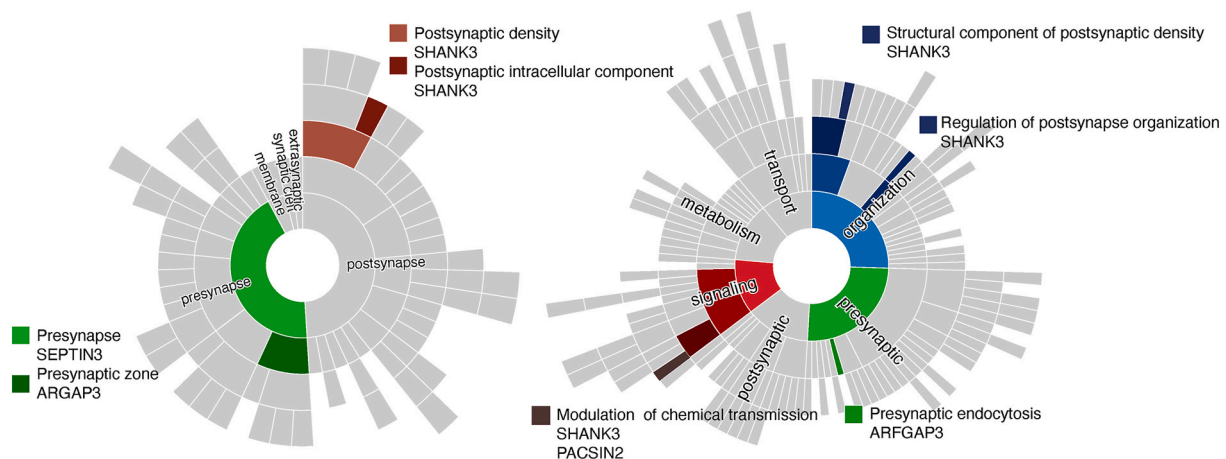 Postsynaptic density
SHANK3
Postsynaptic intracellular component
SHANK3
extrasynaptic
synaptic cleft
membrane
postsynapse
presynapse
Presynapse
SEPTIN3
Presynaptic zone
ARGAP3
Structural component of postsynaptic density
SHANK3
Regulation of postsynapse organization
SHANK3
transport
organization
metabolism
signaling
presynaptic
postsynaptic
Modulation of chemical transmission
SHANK3
PACSIN2
Presynaptic endocytosis
ARFGAP3